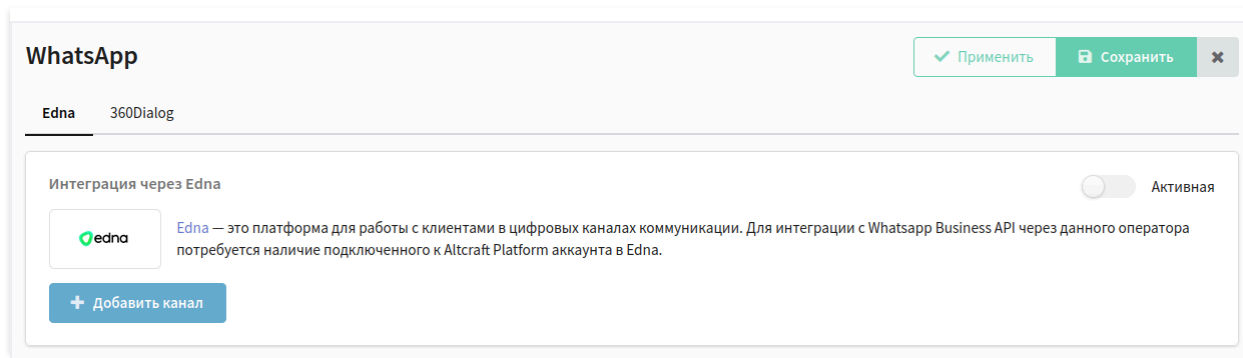 WhatsApp
Применить
Сохранить
Edna
360Dialog
Интеграция через Edna
Активная
edna
Edna — это платформа для работы с клиентами в цифровых каналах коммуникации. Для интеграции с Whatsapp Business API через данного оператора
потребуется наличие подключенного к Altcraft Platform аккаунта в Edna.
Добавить канал